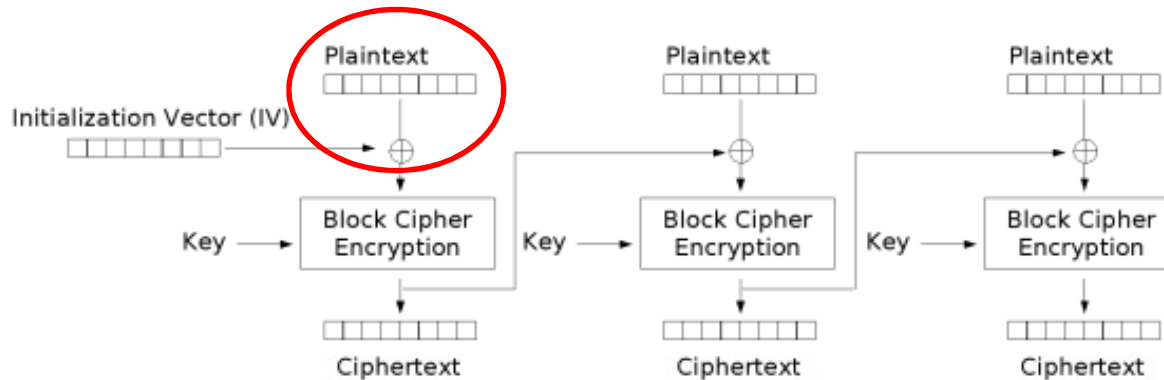 Plaintext
Plaintext
Plaintext
Initialization Vector (IV)
Key
Block Cipher
Encryption
Key
Block Cipher
Encryption
Key
Block Cipher
Encryption
Ciphertext
Ciphertext
Ciphertext